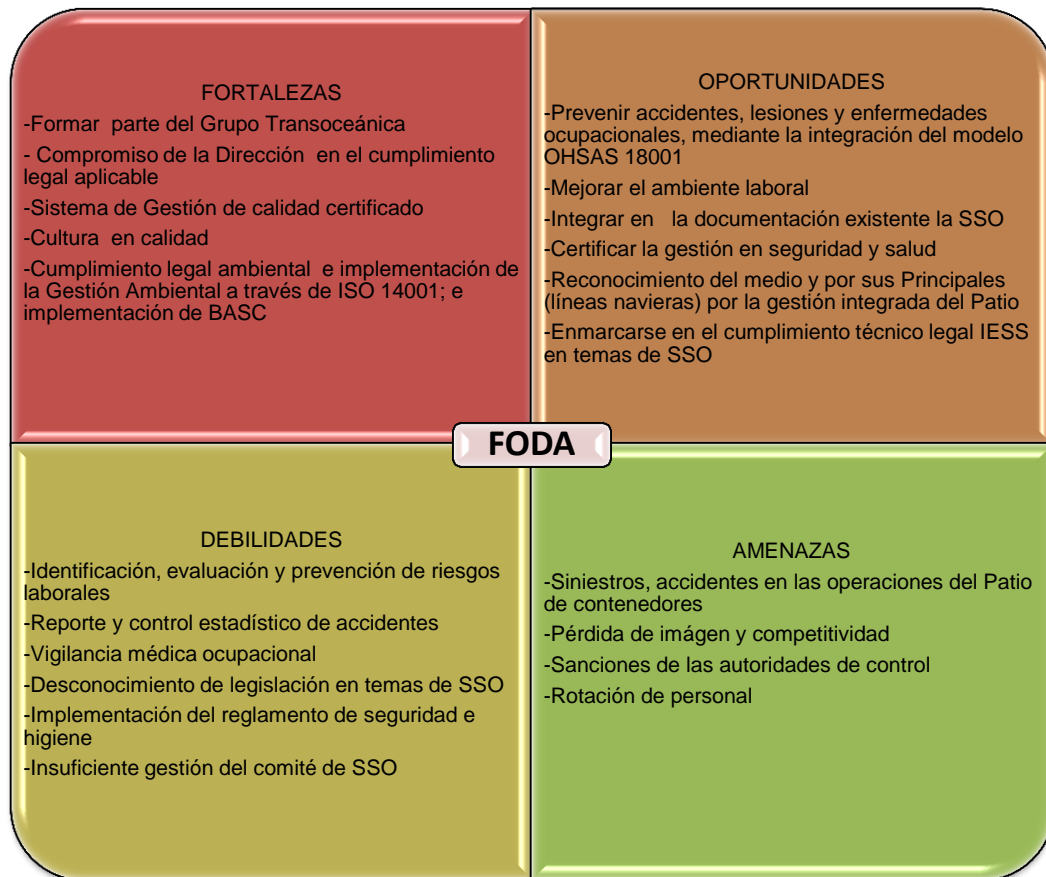 FORTALEZAS
-Formar parte del Grupo Transoceánica
- Compromiso de la Dirección en el cumplimiento
legal aplicable
-Sistema de Gestión de calidad certificado
-Cultura en calidad
-Cumplimiento legal ambiental e implementación de
la Gestión Ambiental a través de ISO 14001; e
implementación de BASC
OPORTUNIDADES
-Prevenir accidentes, lesiones y enfermedades
ocupacionales, mediante la integración del modelo
OHSAS 18001
-Mejorar el ambiente laboral
-Integrar en la documentación existente la SSO
-Certificar la gestión en seguridad y salud
-Reconocimiento del medio y por sus Principales
(líneas navieras) por la gestión integrada del Patio
-Enmarcarse en el cumplimiento técnico legal IESS
en temas de SSO
FODA
DEBILIDADES
-Identificación, evaluación y prevención de riesgos
laborales
-Reporte y control estadístico de accidentes
-Vigilancia médica ocupacional
-Desconocimiento de legislación en temas de SSO
-Implementación del reglamento de seguridad e
higiene
-Insuficiente gestión del comité de SSO
AMENAZAS
-Siniestros, accidentes en las operaciones del Patio
de contenedores
-Pérdida de imágen y competitividad
-Sanciones de las autoridades de control
-Rotación de personal